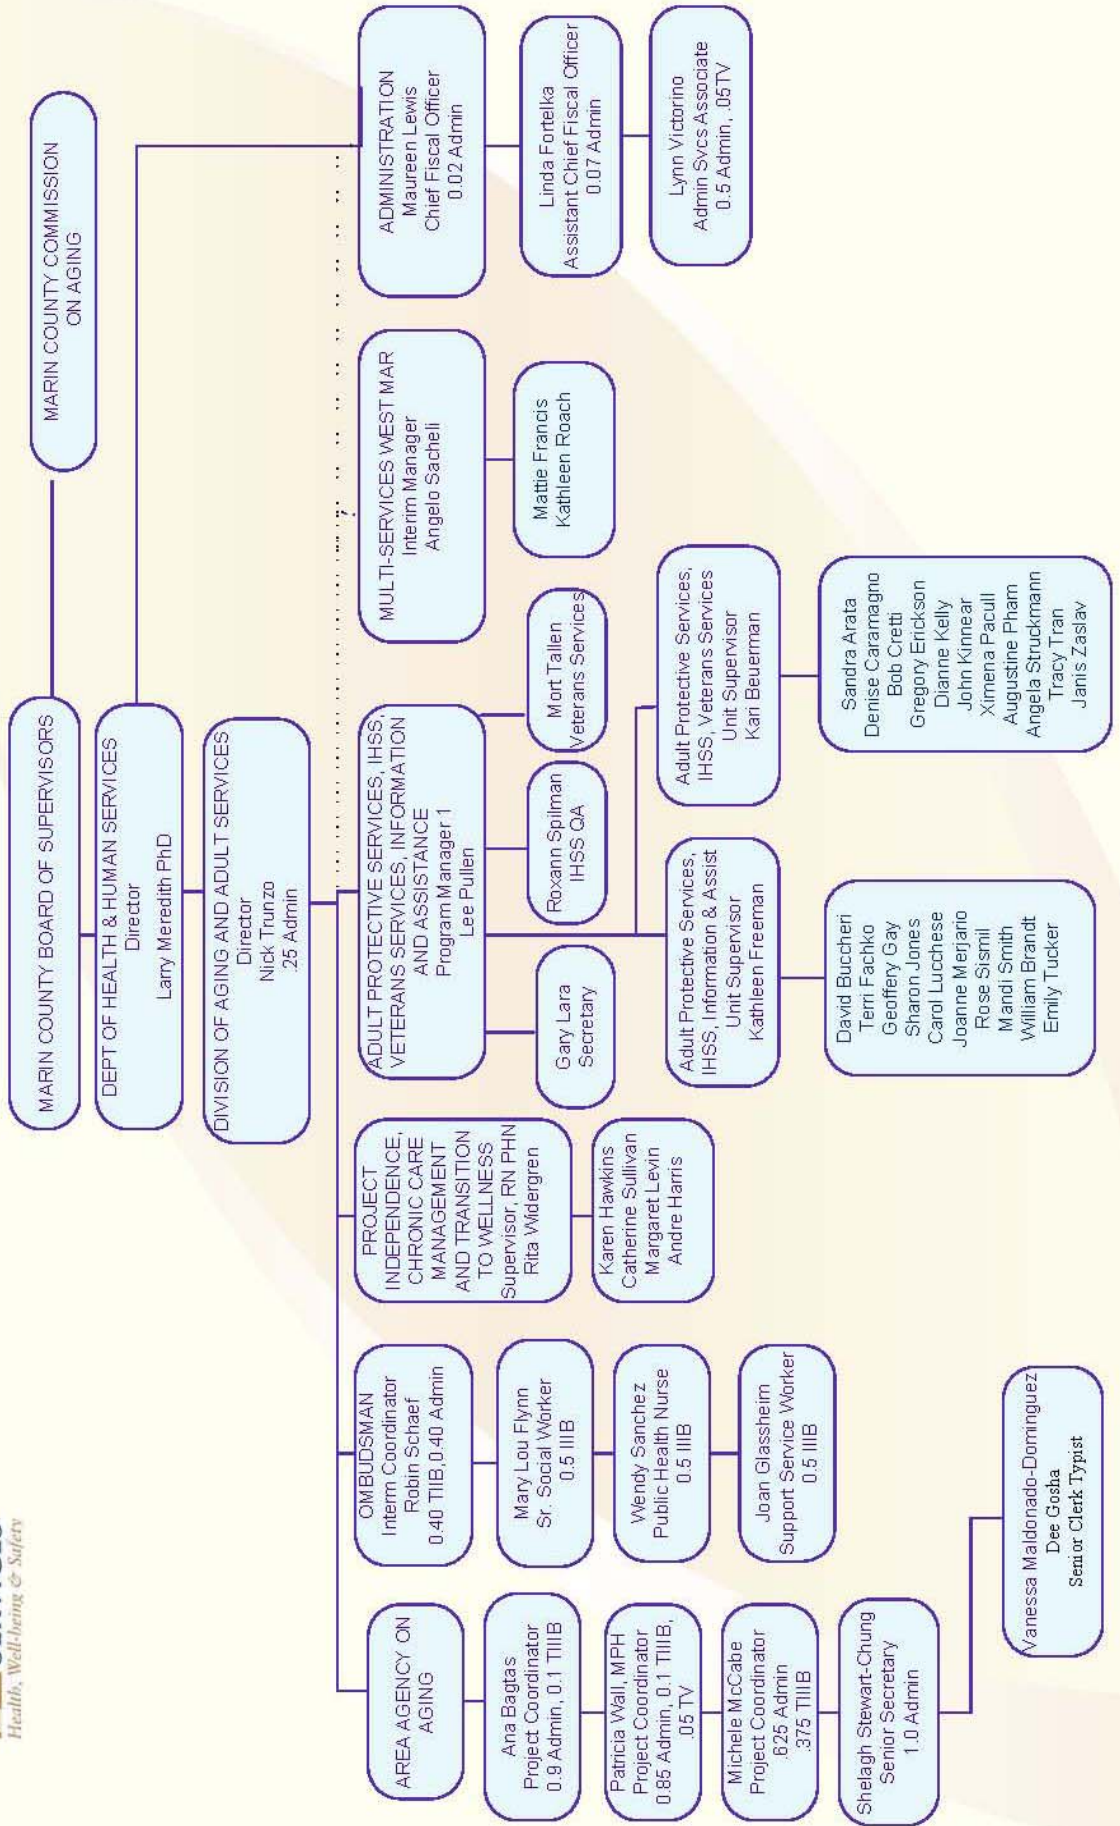 Health, Well-being & Safety
MARIN COUNTY BOARD OF SUPERVISORS
MARIN COUNTY COMMISSION
ON AGING
DEPT OF HEALTH & HUMAN SERVICES
Director
Larry Meredith PhD
DIVISION OF AGING AND ADULT SERVICES
Director
Nick Trunzo
.25 Admin
AREA AGENCY ON
AGING
Ana Bagtas
Project Coordinator
0.9 Admin, 0.1 TIIIB
Patricia Wall, MPH
Project Coordinator
0.85 Admin, 0.1 TIIIB,
.05 TV
Michele McCabe
Project Coordinator
.625 Admin
.375 TIIIB
Shelagh Stewart-Chung
Senior Secretary
1.0 Admin
Vanessa Maldonado-Dominguez
Dee Gosha
Senior Clerk Typist
OMBUDSMAN
Interm Coordinator
Robin Schaef
0.40 TIIB,0.40 Admin
Mary Lou Flynn
Sr. Social Worker
0.5 IIIB
Wendy Sanchez
Public Health Nurse
0.5 IIIB
Joan Glassheim
Support Service Worker
0.5 IIIB
PROJECT
INDEPENDENCE,
CHRONIC CARE
MANAGEMENT
AND TRANSITION
TO WELLNESS
Supervisor, RN PHN
Rita Widergren
Karen Hawkins
Catherine Sullivan
Margaret Levin
Andre Harris
ADULT PROTECTIVE SERVICES, IHSS,
VETERANS SERVICES, INFORMATION
AND ASSISTANCE
Program Manager 1
Lee Pullen
Gary Lara
Secretary
Roxann Spilman
IHSS QA
Mort Tallen
Veterans Services
Adult Protective Services,
IHSS, Information & Assist
Unit Supervisor
Kathleen Freeman
David Buccheri
Terri Fachko
Geoffery Gay
Sharon Jones
Carol Lucchese
Joanne Merjario
Rose Sismil
Mandi Smith
William Brandt
Emily Tucker
Adult Protective Services,
IHSS, Veterans Services
Unit Supervisor
Kari Beuerman
Sandra Arata
Denise Caramagno
Bob Cretti
Gregory Erickson
Dianne Kelly
John Kinnear
Ximena Pacull
Augustine Pham
Angela Struckmann
Tracy Tran
Janis Zaslav
MULTI-SERVICES WEST MAR
Interim Manager
Angelo Sacheli
Mattie Francis
Kathleen Roach
ADMINISTRATION
Maureen Lewis
Chief Fiscal Officer
0.02 Admin
Linda Fortelka
Assistant Chief Fiscal Officer
0.07 Admin
Lynn Victorino
Admin Svcs Associate
0.5 Admin, .05TV